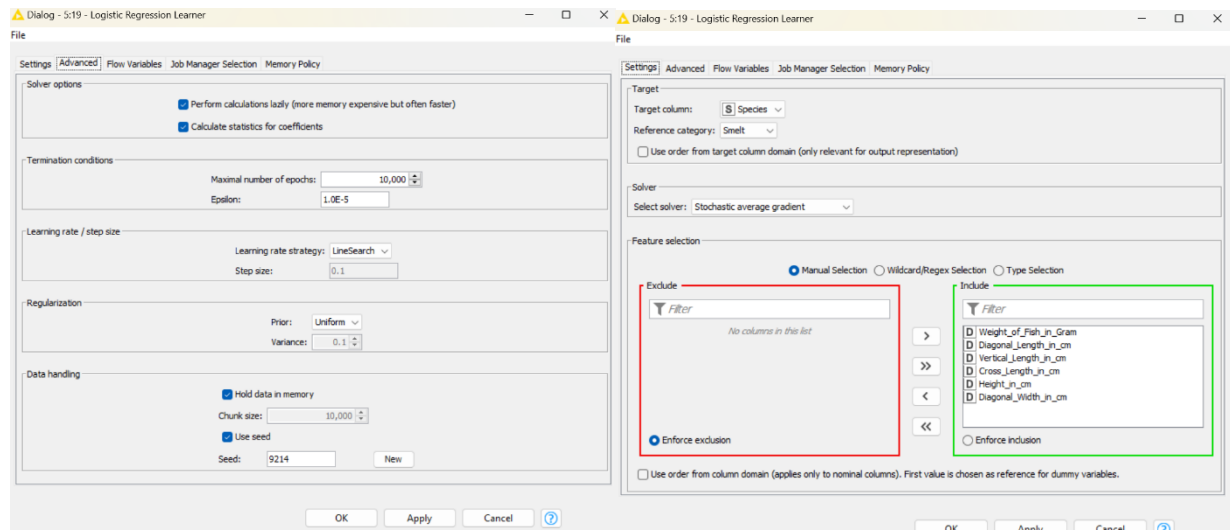 Dialog - 5:19 - Logistic Regression Learner
File
Settings Advanced Flow Variables Job Manager Selection Memory Policy
Solver options
Perform calculations lazily (more memory expensive but often faster)
Calculate statistics for coefficients
Termination conditions
Maximal number of epochs: 10,000
Epsilon: 1.0E-5
Learning rate / step size
Learning rate strategy: LineSearch
Step size: 0.1
Regularization
Prior: Uniform
Variance: 0.1
Data handling
Hold data in memory
Chunk size: 10,000
Use seed
Seed: 9214 New
OK Apply Cancel ?
Dialog - 5:19 - Logistic Regression Learner
File
Settings Advanced Flow Variables Job Manager Selection Memory Policy
Target
Target column: S Species
Reference category: Smelt
Use order from target column domain (only relevant for output representation)
Solver
Select solver: Stochastic average gradient
Feature selection
Manual Selection Wildcard/Regex Selection Type Selection
Exclude
Filter
No columns in this list
Enforce exclusion
>
>>
<
<<
Include
Filter
D Weight_of_Fish_in_Gram
D Diagonal_Length_in_cm
D Vertical_Length_in_cm
D Cross_Length_in_cm
D Height_in_cm
D Diagonal_Width_in_cm
Enforce inclusion
Use order from column domain (applies only to nominal columns). First value is chosen as reference for dummy variables.
OK Apply Cancel ?